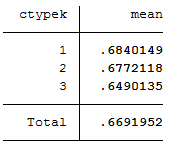 ctypek mean
1 .6840149
2 .6772118
3 .6490135
Total .6691952